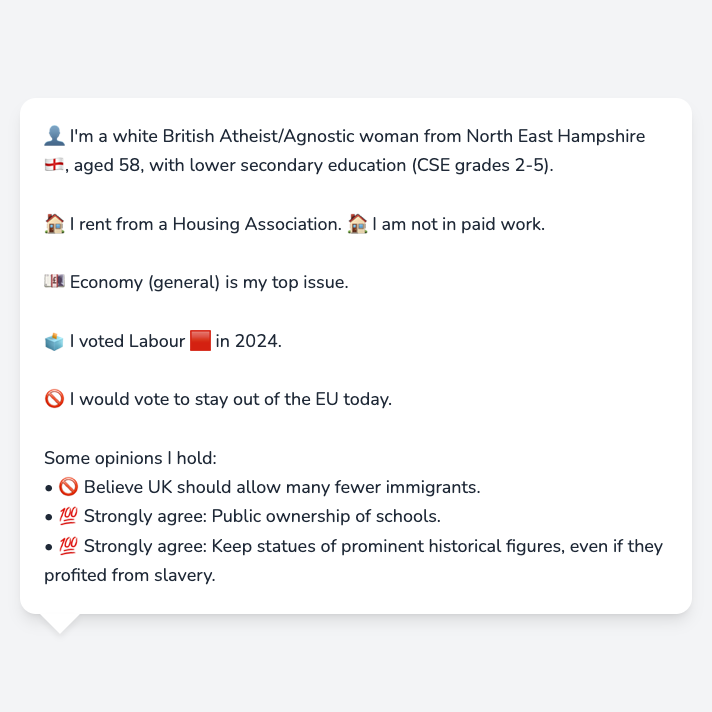 👤 I'm a white British Atheist/Agnostic woman from North East Hampshire
🏴󠁧󠁢󠁥󠁮󠁧󠁿, aged 58, with lower secondary education (CSE grades 2-5).
🏠 I rent from a Housing Association. 🏠 I am not in paid work.
💷 Economy (general) is my top issue.
🗳️ I voted Labour 🟥 in 2024.
🚫 I would vote to stay out of the EU today.
Some opinions I hold:
• 🚫 Believe UK should allow many fewer immigrants.
• 💯 Strongly agree: Public ownership of schools.
• 💯 Strongly agree: Keep statues of prominent historical figures, even if they
profited from slavery.